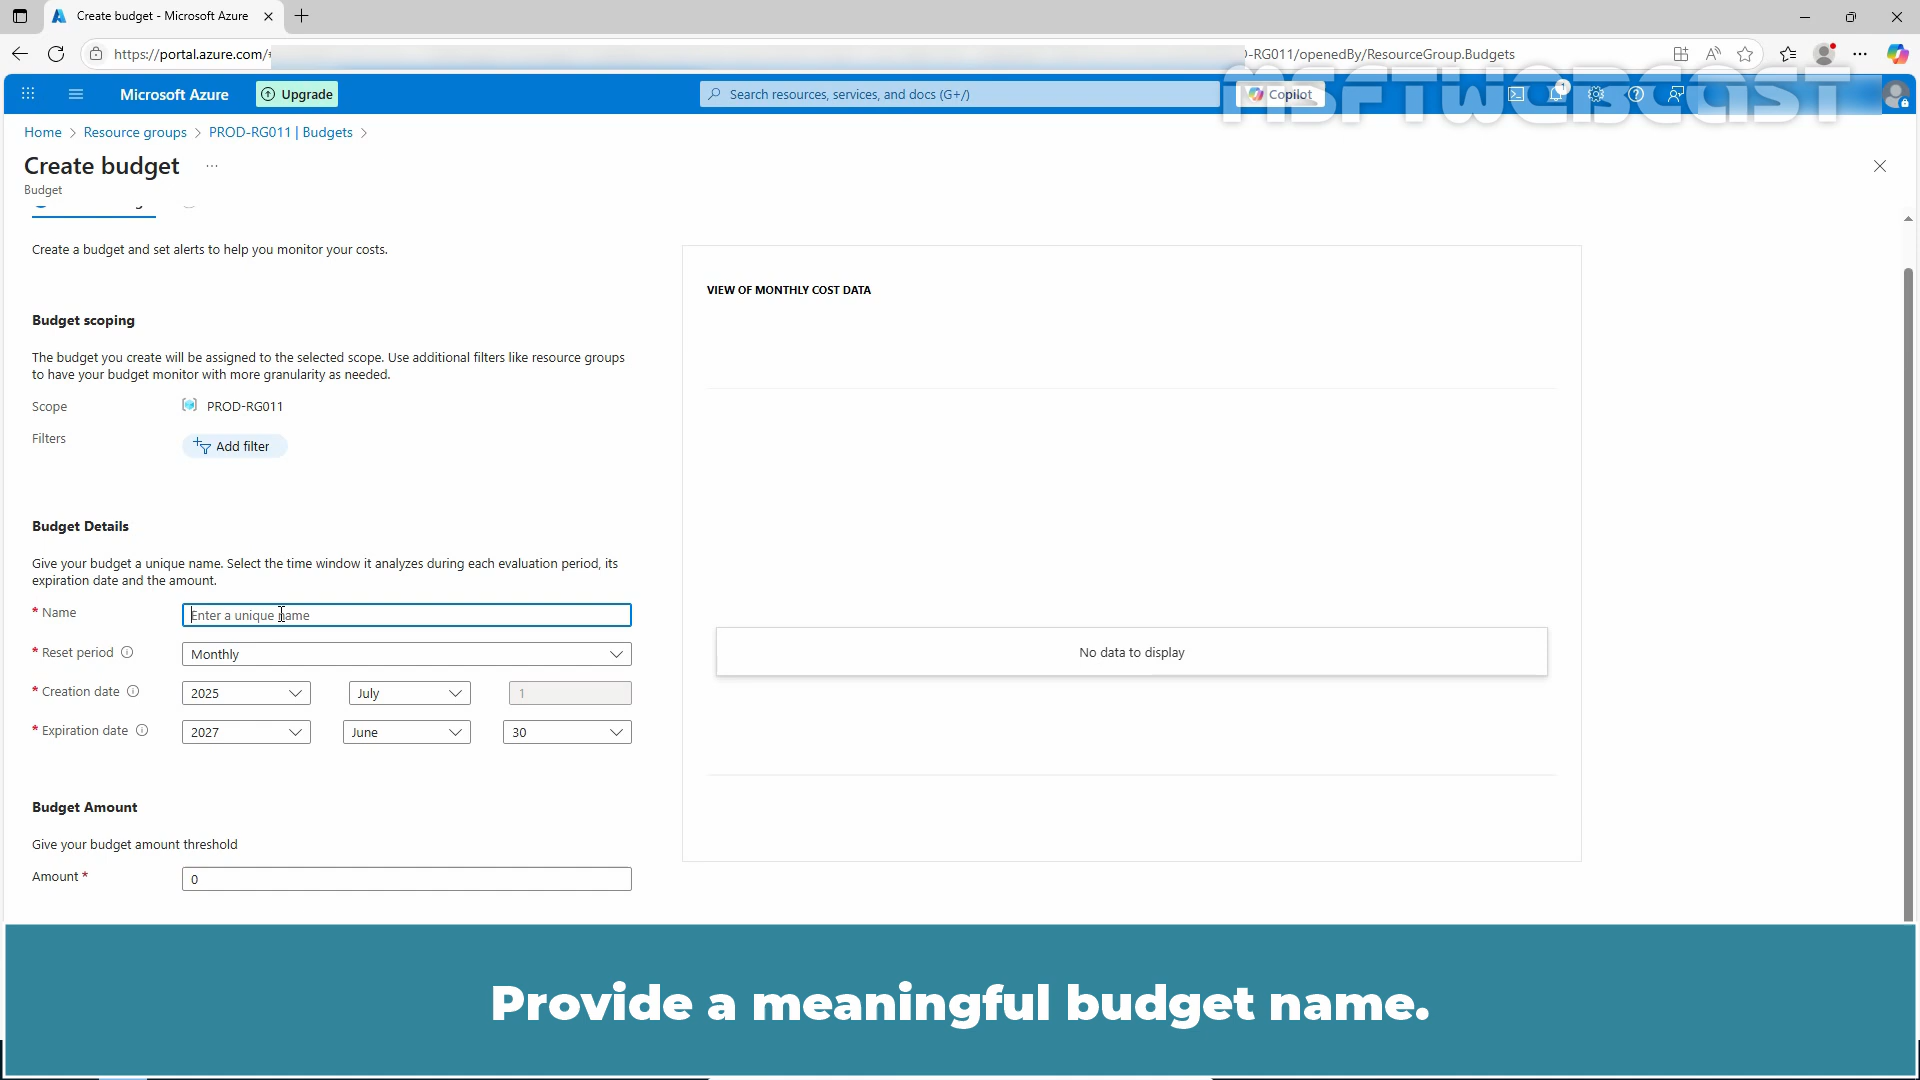 Create budget - Microsoft Azure
https://portal.azure.com/
-RG011/openedBy/ResourceGroup.Budgets
Microsoft Azure
Upgrade
Search resources, services, and docs (G+/)
Copilot
1
MSFTWEBCAST
Home > Resource groups > PROD-RG011 | Budgets >
Create budget ...
Budget
Create a budget and set alerts to help you monitor your costs.
VIEW OF MONTHLY COST DATA
Budget scoping
The budget you create will be assigned to the selected scope. Use additional filters like resource groups
to have your budget monitor with more granularity as needed.
Scope PROD-RG011
Filters Add filter
Budget Details
Give your budget a unique name. Select the time window it analyzes during each evaluation period, its
expiration date and the amount.
* Name Enter a unique name
* Reset period Monthly
No data to display
* Creation date 2025 July 1
* Expiration date 2027 June 30
Budget Amount
Give your budget amount threshold
Amount * 0
Provide a meaningful budget name.